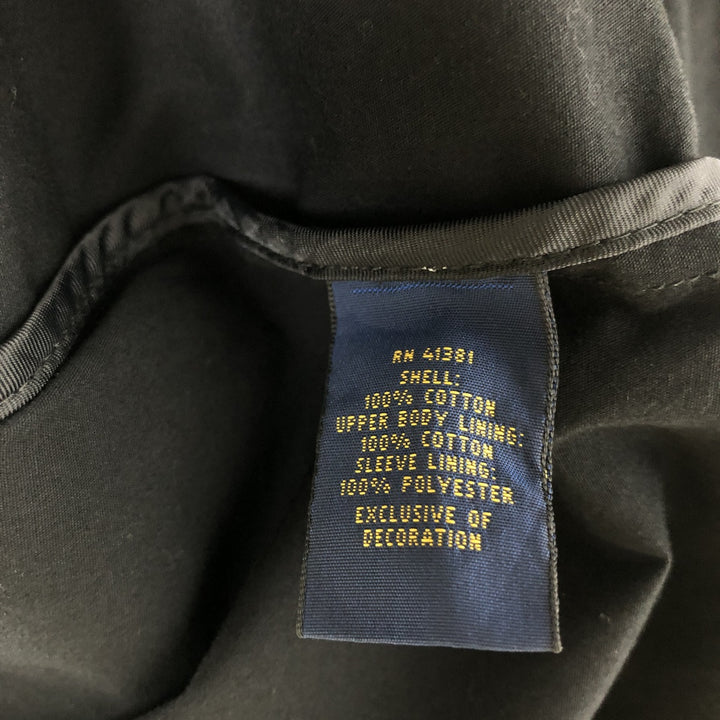 RN 41381
SHELL:
100% COTTON
UPPER BODY LINING:
100% COTTON
SLEEVE LINING:
100% POLYESTER
EXCLUSIVE OF
DECORATION